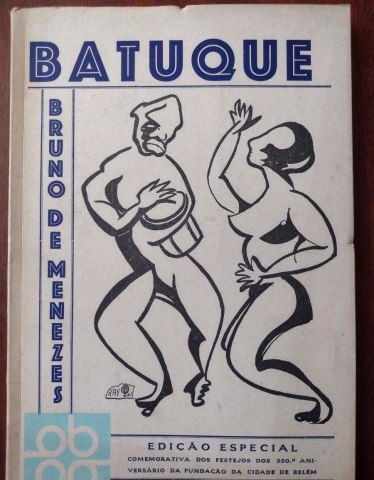 BATUQUE
BRUNO DE MENEZES
EDIÇÃO ESPECIAL
COMEMORATIVA DOS FESTEJOS DOS 350.º ANI-
VERSÁRIO DA FUNDAÇÃO DA CIDADE DE BELÉM